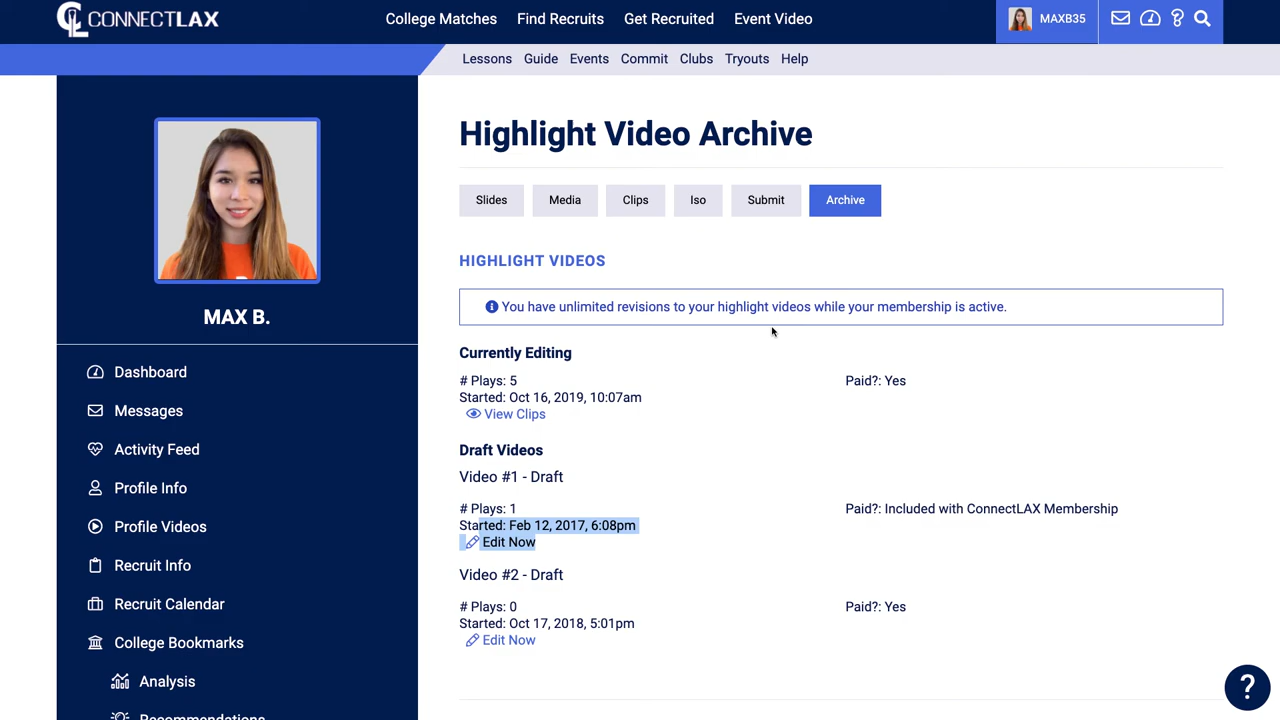 CONNECTLAX
College Matches Find Recruits Get Recruited Event Video
MAXB35
Lessons Guide Events Commit Clubs Tryouts Help
MAX B.
Dashboard
Messages
Activity Feed
Profile Info
Profile Videos
Recruit Info
Recruit Calendar
College Bookmarks
Analysis
Recommendations
Highlight Video Archive
Slides Media Clips Iso Submit Archive
HIGHLIGHT VIDEOS
You have unlimited revisions to your highlight videos while your membership is active.
Currently Editing
# Plays: 5 Paid?: Yes
Started: Oct 16, 2019, 10:07am
View Clips
Draft Videos
Video #1 - Draft
# Plays: 1 Paid?: Included with ConnectLAX Membership
Started: Feb 12, 2017, 6:08pm
Edit Now
Video #2 - Draft
# Plays: 0 Paid?: Yes
Started: Oct 17, 2018, 5:01pm
Edit Now